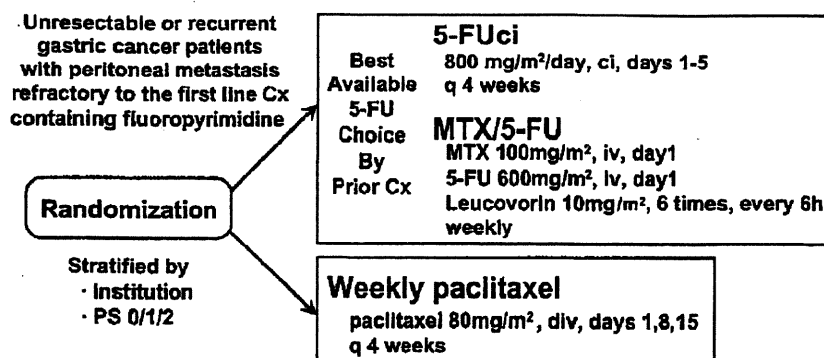 Unresectable or recurrent
gastric cancer patients
with peritoneal metastasis
refractory to the first line Cx
containing fluoropyrimidine
Randomization
Stratified by
· Institution
· PS 0/1/2
Best
Available
5-FU
Choice
By
Prior Cx
5-FUci
800 mg/m²/day, ci, days 1-5
q 4 weeks
MTX/5-FU
MTX 100mg/m², iv, day1
5-FU 600mg/m², iv, day1
Leucovorin 10mg/m², 6 times, every 6h
weekly
Weekly paclitaxel
paclitaxel 80mg/m², div, days 1,8,15
q 4 weeks